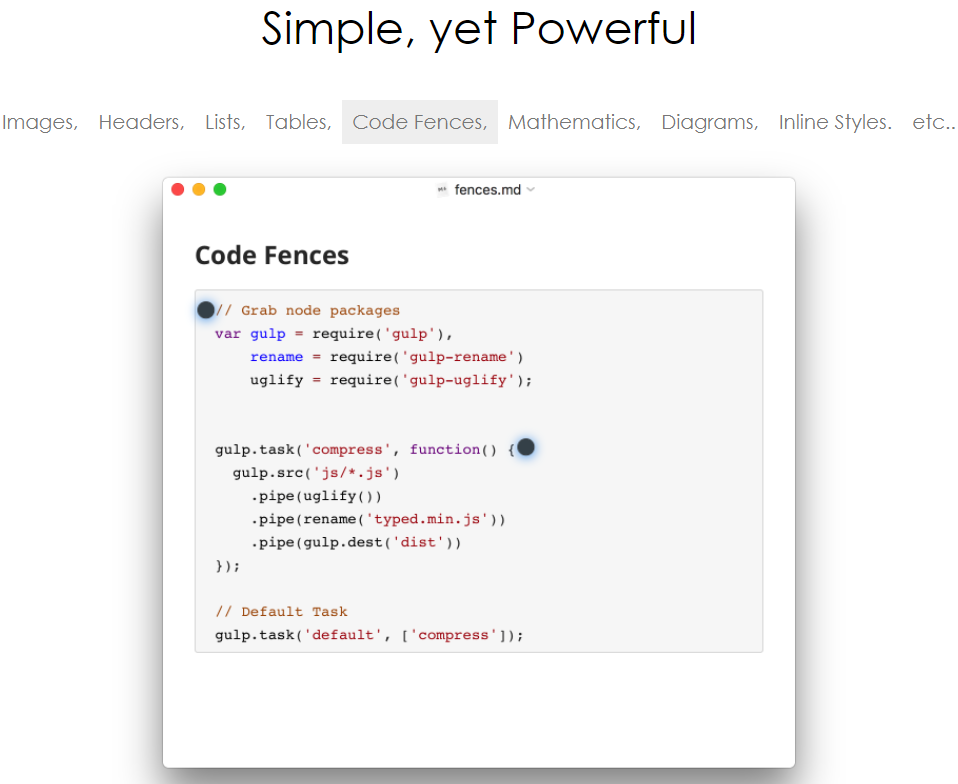 Simple, yet Powerful
Images, Headers, Lists, Tables, Code Fences, Mathematics, Diagrams, Inline Styles. etc..
fences.md
Code Fences
// Grab node packages
var gulp = require('gulp'),
    rename = require('gulp-rename')
    uglify = require('gulp-uglify');
gulp.task('compress', function() {
  gulp.src('js/*.js')
    .pipe(uglify())
    .pipe(rename('typed.min.js'))
    .pipe(gulp.dest('dist'))
});
// Default Task
gulp.task('default', ['compress']);